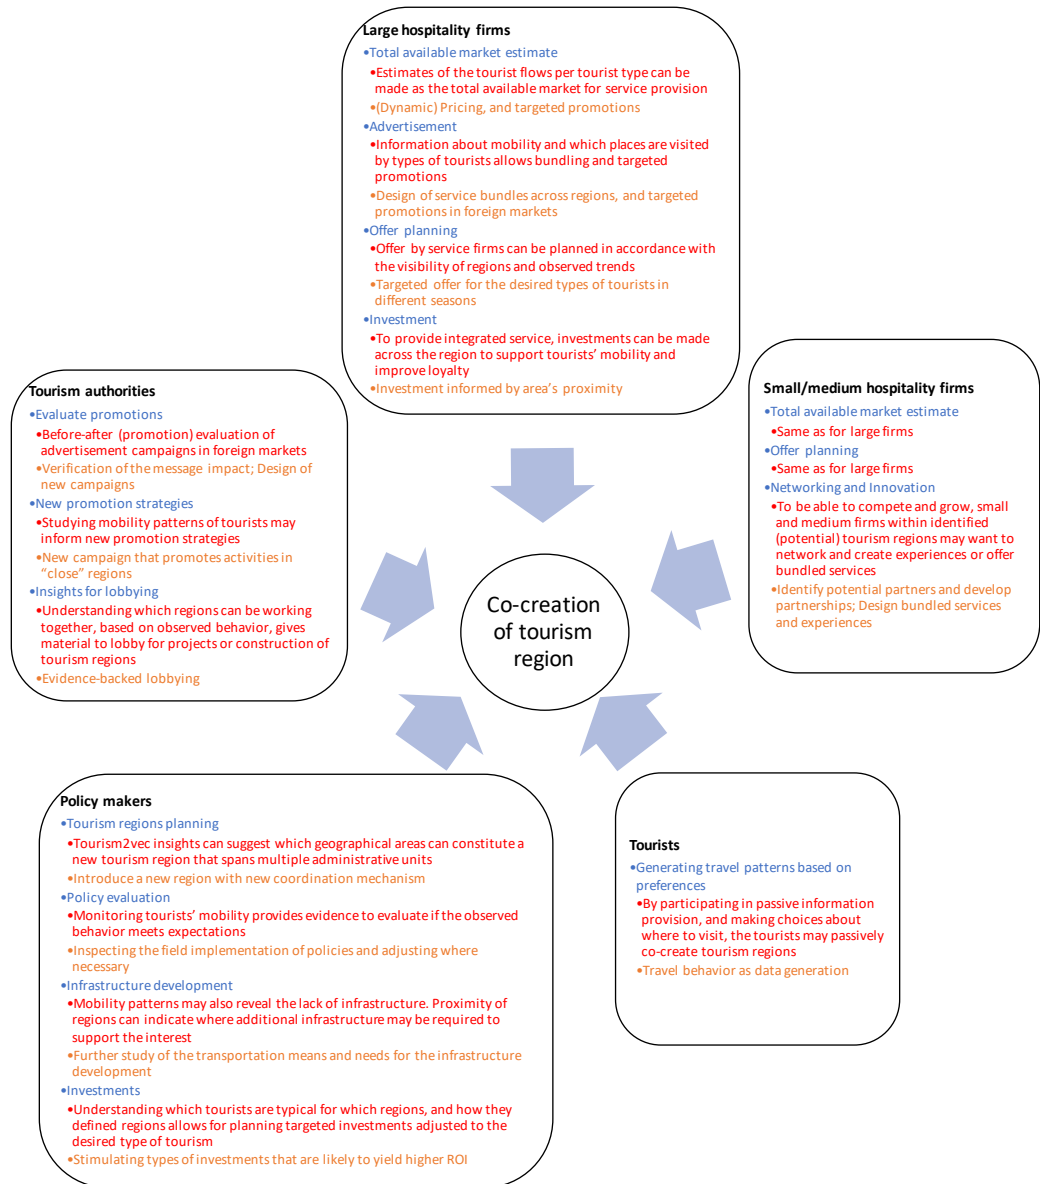 Large hospitality firms
•Total available market estimate
•Estimates of the tourist flows per tourist type can be
made as the total available market for service provision
•(Dynamic) Pricing, and targeted promotions
•Advertisement
•Information about mobility and which places are visited
by types of tourists allows bundling and targeted
promotions
•Design of service bundles across regions, and targeted
promotions in foreign markets
•Offer planning
•Offer by service firms can be planned in accordance with
the visibility of regions and observed trends
•Targeted offer for the desired types of tourists in
different seasons
•Investment
•To provide integrated service, investments can be made
across the region to support tourists' mobility and
improve loyalty
•Investment informed by area's proximity
Tourism authorities
•Evaluate promotions
•Before-after (promotion) evaluation of
advertisement campaigns in foreign markets
•Verification of the message impact; Design of
new campaigns
•New promotion strategies
•Studying mobility patterns of tourists may
inform new promotion strategies
•New campaign that promotes activities in
"close" regions
•Insights for lobbying
•Understanding which regions can be working
together, based on observed behavior, gives
material to lobby for projects or construction of
tourism regions
•Evidence-backed lobbying
Small/medium hospitality firms
•Total available market estimate
•Same as for large firms
•Offer planning
•Same as for large firms
•Networking and Innovation
•To be able to compete and grow, small
and medium firms within identified
(potential) tourism regions may want to
network and create experiences or offer
bundled services
•Identify potential partners and develop
partnerships; Design bundled services
and experiences
Co-creation
of tourism
region
Policy makers
•Tourism regions planning
•Tourism2vec insights can suggest which geographical areas can constitute a
new tourism region that spans multiple administrative units
•Introduce a new region with new coordination mechanism
•Policy evaluation
•Monitoring tourists' mobility provides evidence to evaluate if the observed
behavior meets expectations
•Inspecting the field implementation of policies and adjusting where
necessary
•Infrastructure development
•Mobility patterns may also reveal the lack of infrastructure. Proximity of
regions can indicate where additional infrastructure may be required to
support the interest
•Further study of the transportation means and needs for the infrastructure
development
•Investments
•Understanding which tourists are typical for which regions, and how they
defined regions allows for planning targeted investments adjusted to the
desired type of tourism
•Stimulating types of investments that are likely to yield higher ROI
Tourists
•Generating travel patterns based on
preferences
•By participating in passive information
provision, and making choices about
where to visit, the tourists may passively
co-create tourism regions
•Travel behavior as data generation